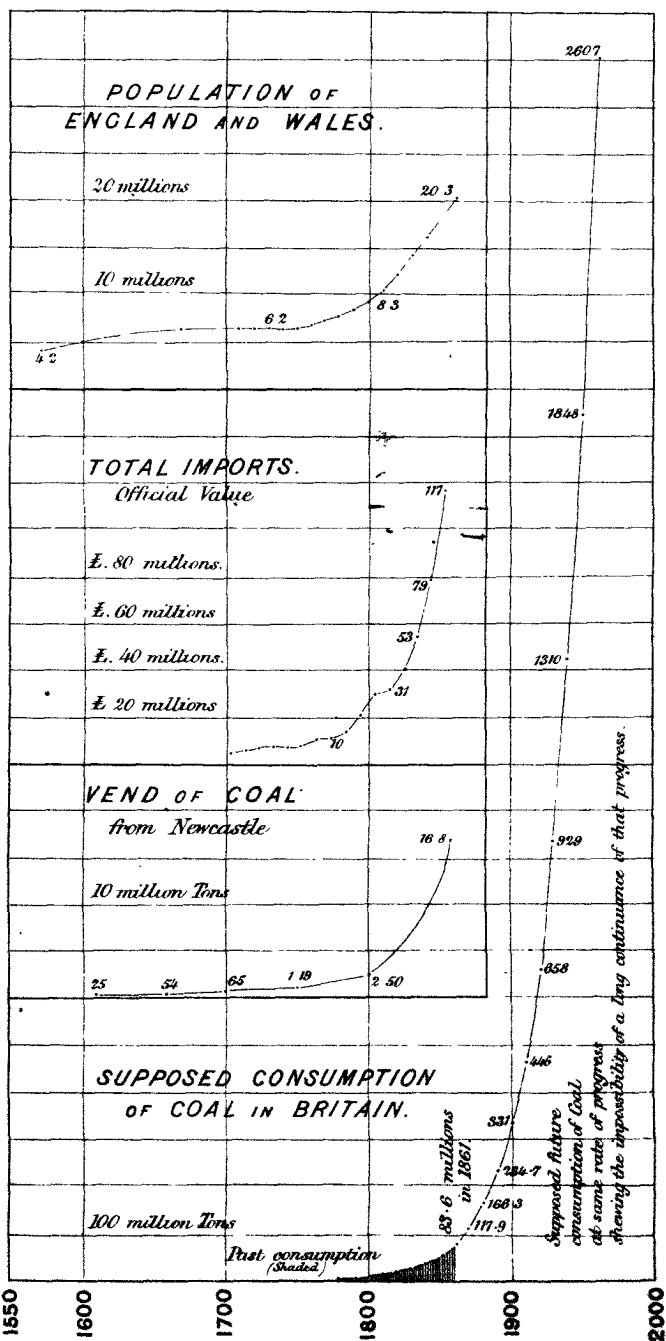 2607
POPULATION OF
ENGLAND AND WALES.
20 millions
20 3
10 millions
8 3
6 2
4 2
1848
TOTAL IMPORTS.
Official Value
117
£. 80 millions.
79
£. 60 millions
53
£. 40 millions.
1310
31
£ 20 millions
10
VEND OF COAL
from Newcastle
16 8
929
10 million Tons
658
25
54
65
1 19
2 50
446
SUPPOSED CONSUMPTION
OF COAL IN BRITAIN.
331
234·7
166·3
117·9
83·6 millions
in 1861.
100 million Tons
Past consumption
(Shaded)
Supposed future
consumption of Coal
at same rate of progress
shewing the impossibility of a long continuance of that progress.
1550
1600
1700
1800
1900
2000